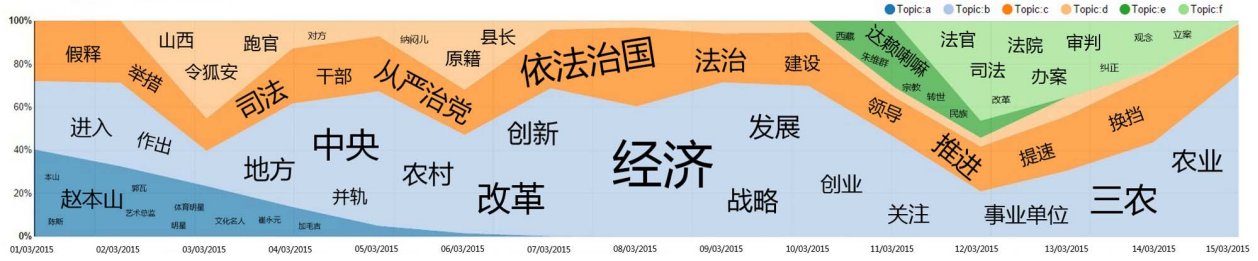 Topic:a Topic:b Topic:c Topic:d Topic:e Topic:f
100%
80%
60%
40%
20%
0%
假释
山西
跑官
对方
纳闷儿
县长
原籍
令狐安
举措
司法
干部
从严治党
依法治国
法治
建设
西藏
达赖喇嘛
朱维群
宗教
转世
民族
法官
法院
审判
观念
立案
司法
办案
纠正
改革
领导
推进
提速
换挡
进入
作出
地方
中央
农村
创新
经济
发展
农业
并轨
改革
战略
创业
关注
事业单位
三农
本山
赵本山
郭瓦
陈斯
艺术总监
体育明星
明星
文化名人
崔永元
加毛吉
01/03/2015 02/03/2015 03/03/2015 04/03/2015 05/03/2015 06/03/2015 07/03/2015 08/03/2015 09/03/2015 10/03/2015 11/03/2015 12/03/2015 13/03/2015 14/03/2015 15/03/2015